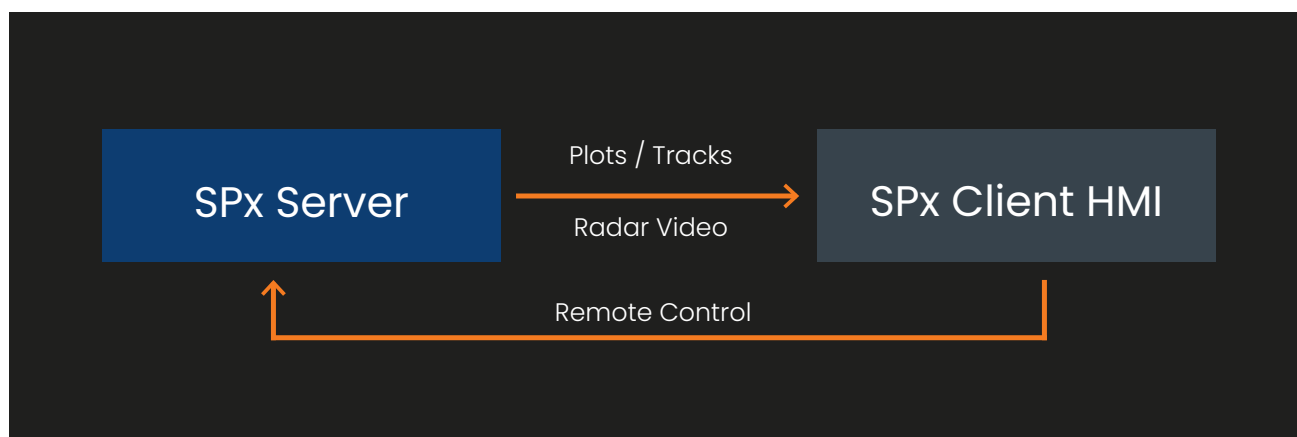 SPx Server
Plots / Tracks
Radar Video
SPx Client HMI
Remote Control